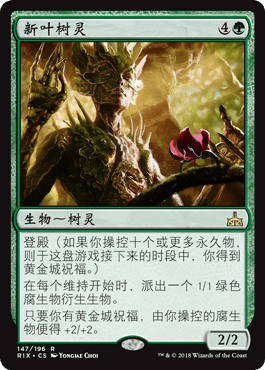 新叶树灵 4
生物～树灵
登殿（如果你操控十个或更多永久物，
则于这盘游戏接下来的时段中，你得到
黄金城祝福。）
在每个维持开始时，派出一个 1/1 绿色
腐生物衍生生物。
只要你有黄金城祝福，由你操控的腐生
物便得 +2/+2。
2/2
147/196 R
RIX • CS YONGJAE CHOI
™ & © 2018 Wizards of the Coast